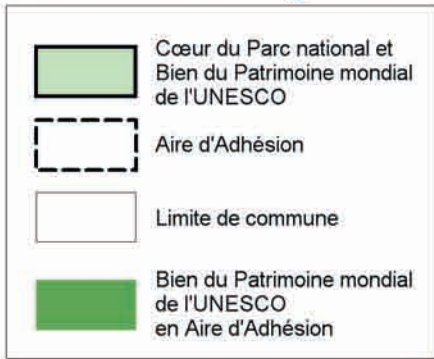 Cœur du Parc national et
Bien du Patrimoine mondial
de l'UNESCO
Aire d'Adhésion
Limite de commune
Bien du Patrimoine mondial
de l'UNESCO
en Aire d'Adhésion